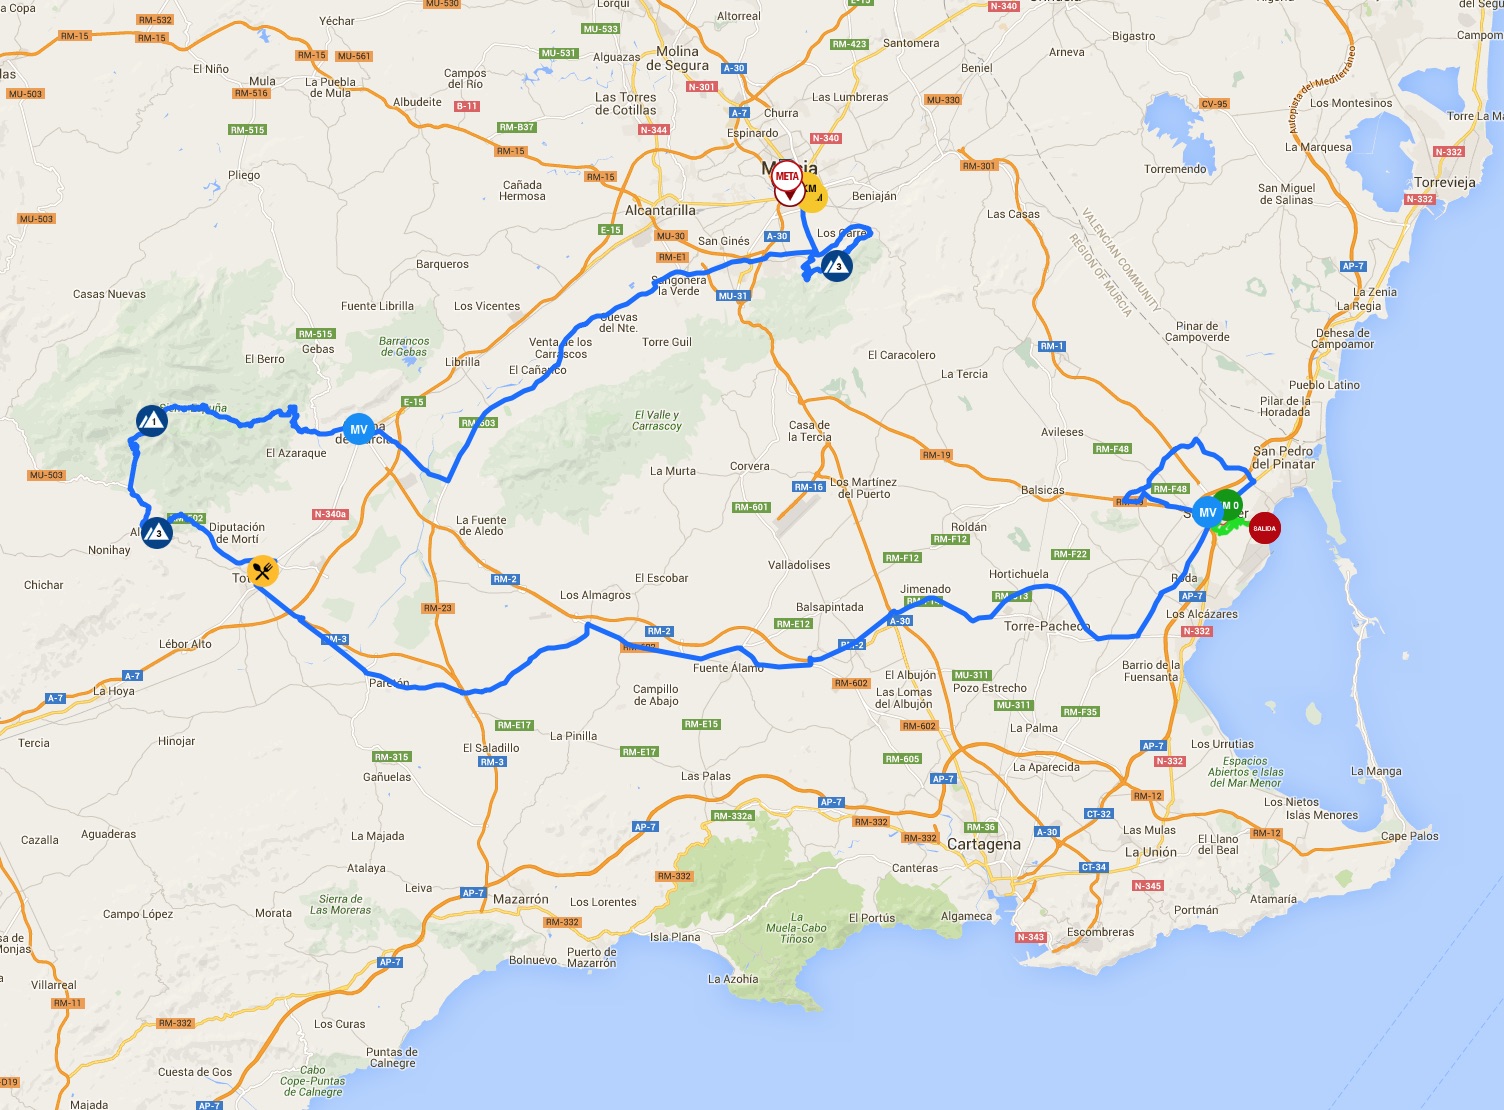 MU-530
E-15
N-340
a Copa
RM-532
Yéchar
Lorquí
Altorreal
del Segu
RM-15
RM-15
MU-533
RM-423
Santomera
Bigastro
Campom
RM-15
MU-561
MU-531
Alguazas
Molina
de Segura
Arneva
El Niño
Mula
La Puebla
de Mula
Campos
del Río
A-30
Beniel
MU-503
RM-516
Albudeite
B-11
Las Torres
de Cotillas
N-301
Las Lumbreras
MU-330
CV-95
Los Montesinos
Autopista del Mediterráneo
Torre La M
RM-515
RM-B37
N-344
A-7
Churra
Espinardo
N-340
La Marquesa
N-332
RM-15
RM-301
Torremendo
Pliego
RM-15
META
Cañada
Hermosa
Beniaján
San Miguel
de Salinas
Torrevieja
N-332
MU-503
Alcantarilla
Las Casas
VALENCIAN COMMUNITY
REGION OF MURCIA
E-15
MU-30
San Ginés
A-30
RM-E1
3
Barqueros
la Verde
AP-7
Casas Nuevas
Fuente Librilla
Los Vicentes
MU-31
La Zenia
La Regia
RM-515
Gebas
Barrancos
de Gebas
Cuevas
del Nte.
Torre Guil
Pinar de
Campoverde
Dehesa de
Campoamor
El Berro
Librilla
Venta de los
Carrascos
El Cañarico
El Caracolero
RM-1
La Tercia
Pueblo Latino
E-15
El Valle y
Carrascoy
Pilar de la
Horadada
1
MV
Casa de
la Tercia
Avileses
RM-F48
El Azaraque
RM-19
San Pedro
del Pinatar
MU-503
La Murta
Corvera
RM-16
Los Martínez
del Puerto
Balsicas
RM-F48
RM-601
MV
SALIDA
N-340a
La Fuente
de Aledo
Roldán
RM-F12
3
Diputación
de Mortí
Nonihay
RM-F12
RM-F22
Chichar
RM-2
El Escobar
Valladolises
Hortichuela
Roda
Los Almagros
Jimenado
AP-7
RM-23
Balsapintada
RM-E12
A-30
Torre-Pacheco
Los Alcázares
N-332
Lébor Alto
RM-3
RM-2
RM-2
A-7
Fuente Álamo
Barrio de la
Fuensanta
A-7
La Hoya
Paretón
Campillo
de Abajo
RM-602
El Albujón
MU-311
Pozo Estrecho
Las Lomas
del Albujón
MU-311
RM-F35
RM-E17
RM-E15
RM-602
La Palma
Tercia
Hinojar
La Pinilla
RM-315
El Saladillo
RM-3
RM-E17
RM-605
AP-7
N-332
Los Urrutias
Gañuelas
Las Palas
AP-7
La Aparecida
Espacios
Abiertos e Islas
del Mar Menor
La Manga
RM-12
AP-7
CT-32
Los Nietos
Islas Menores
RM-332a
RM-332
RM-36
Cazalla
Aguaderas
La Majada
AP-7
RM-332
Cartagena
A-30
Las Mulas
La Unión
El Llano
del Beal
RM-12
Cape Palos
Atalaya
RM-332
Canteras
CT-34
N-345
Leiva
AP-7
Mazarrón
Los Lorentes
Atamaria
Campo López
Morata
Sierra de
Las Moreras
RM-332
La
Muela-Cabo
Tiñoso
El Portús
Algameca
Portmán
sa de
Monjas
Isla Plana
N-343
Escombreras
AP-7
Bolnuevo
Puerto de
Mazarrón
La Azohía
Villarreal
RM-11
RM-332
Los Curas
Puntas de
Calnegre
Cuesta de Gos
Cabo
Cope-Puntas
de Calnegre
-D19
Majada
AP-7